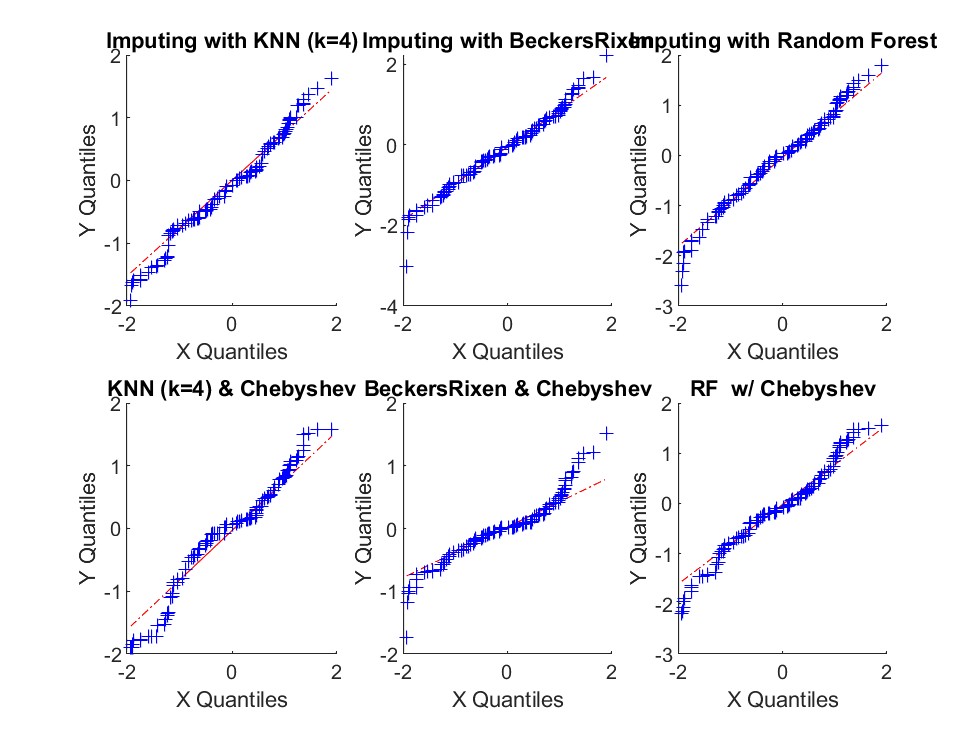 Imputing with KNN (k=4)
Imputing with BeckersRixen
Imputing with Random Forest
2
1
0
-1
-2
Y Quantiles
-2
0
2
X Quantiles
2
0
-2
-4
Y Quantiles
-2
0
2
X Quantiles
2
1
0
-1
-2
-3
Y Quantiles
-2
0
2
X Quantiles
KNN (k=4) & Chebyshev
BeckersRixen & Chebyshev
RF  w/ Chebyshev
2
1
0
-1
-2
Y Quantiles
-2
0
2
X Quantiles
2
1
0
-1
-2
Y Quantiles
-2
0
2
X Quantiles
2
1
0
-1
-2
-3
Y Quantiles
-2
0
2
X Quantiles